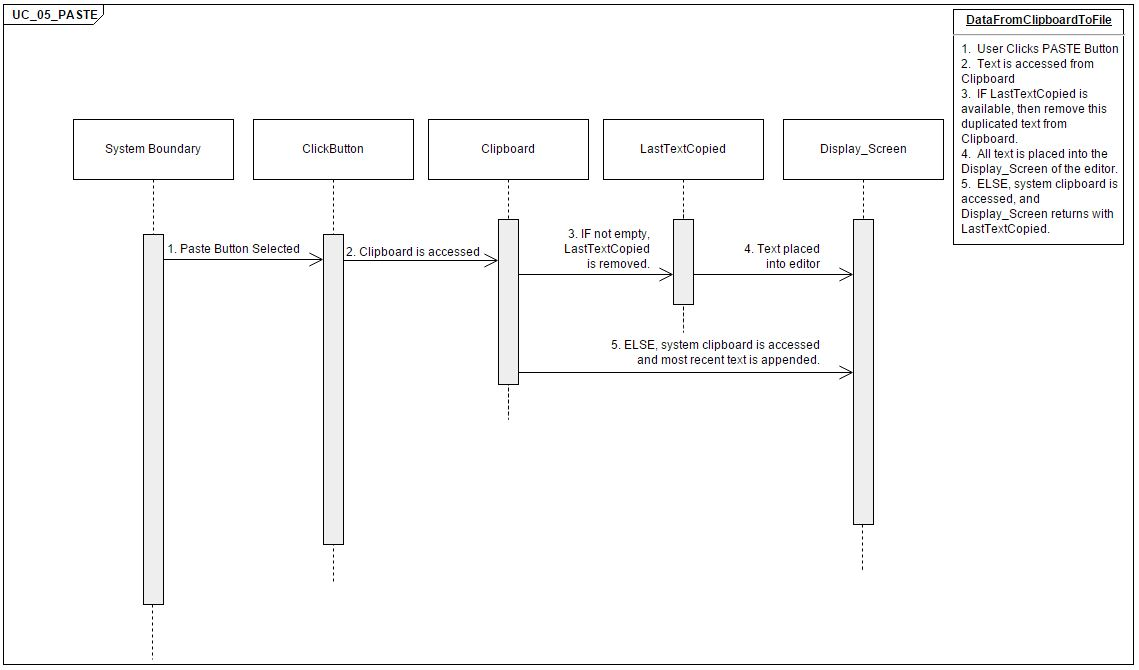 UC_05_PASTE
DataFromClipboardToFile
1. User Clicks PASTE Button
2. Text is accessed from
Clipboard
3. IF LastTextCopied is
available, then remove this
duplicated text from
Clipboard.
4. All text is placed into the
Display_Screen of the editor.
5. ELSE, system clipboard is
accessed, and
Display_Screen returns with
LastTextCopied.
System Boundary
ClickButton
Clipboard
LastTextCopied
Display_Screen
1. Paste Button Selected
2. Clipboard is accessed
3. IF not empty,
LastTextCopied
is removed.
4. Text placed
into editor
5. ELSE, system clipboard is accessed
and most recent text is appended.